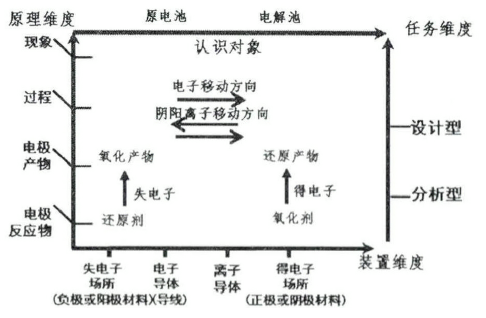 原理维度
原电池
电解池
任务维度
现象
认识对象
过程
电子移动方向
阴阳离子移动方向
设计型
电极
产物
氧化产物
还原产物
失电子
得电子
分析型
电极
反应物
还原剂
氧化剂
装置维度
失电子
场所
(负极或阳极材料)
电子
导体
(导线)
离子
导体
得电子
场所
(正极或阴极材料)